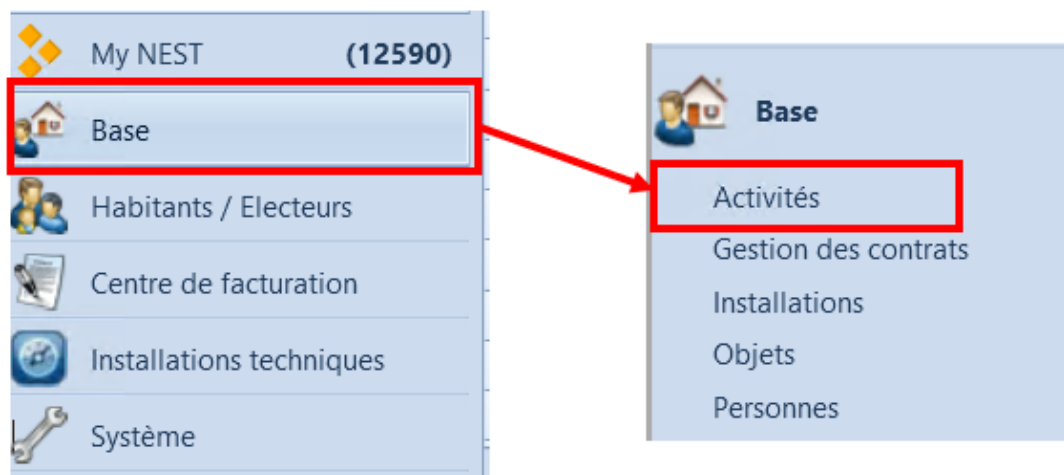 My NEST (12590)
Base
Habitants / Electeurs
Centre de facturation
Installations techniques
Système
Base
Activités
Gestion des contrats
Installations
Objets
Personnes